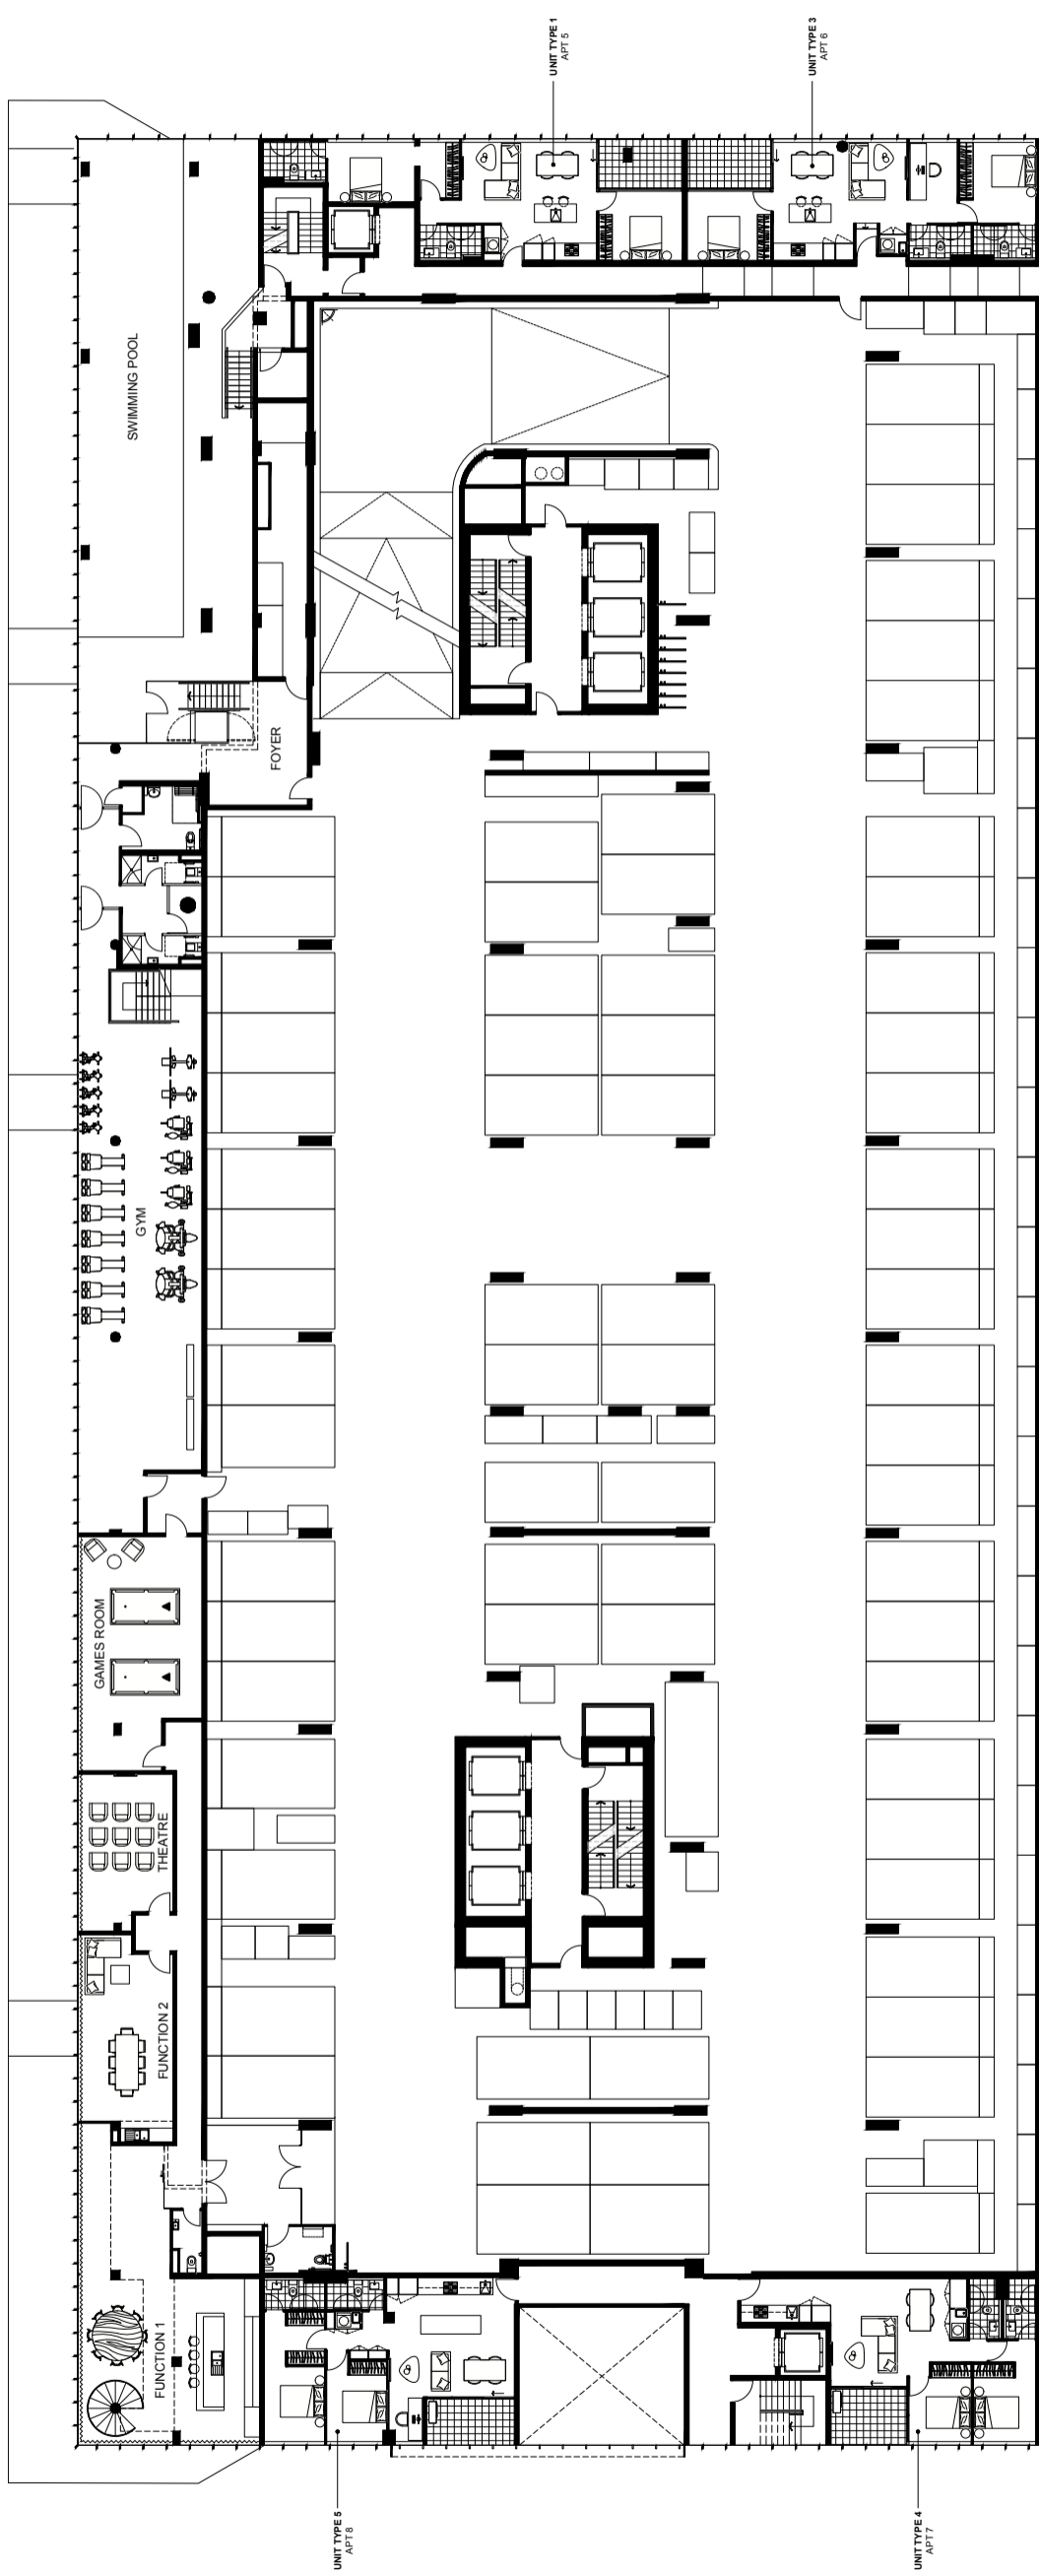 UNIT TYPE 1
APT 5
UNIT TYPE 3
APT 6
SWIMMING POOL
FOYER
GYM
GAMES ROOM
THEATRE
FUNCTION 2
FUNCTION 1
UNIT TYPE 5
APT 8
UNIT TYPE 4
APT 7